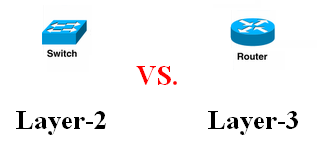 Switch
Router
VS.
Layer-2
Layer-3